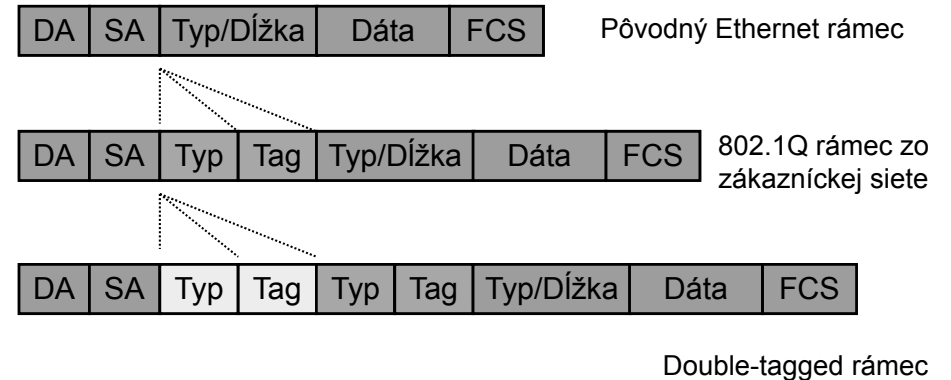 DA SA Typ/Dĺžka Dáta FCS Pôvodný Ethernet rámec
DA SA Typ Tag Typ/Dĺžka Dáta FCS 802.1Q rámec zo
zákazníckej siete
DA SA Typ Tag Typ Tag Typ/Dĺžka Dáta FCS
Double-tagged rámec